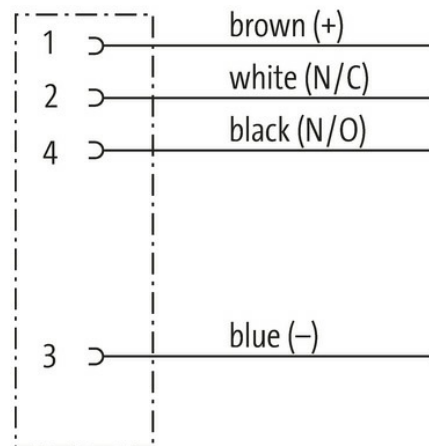 1 brown (+)
2 white (N/C)
4 black (N/O)
3 blue (–)